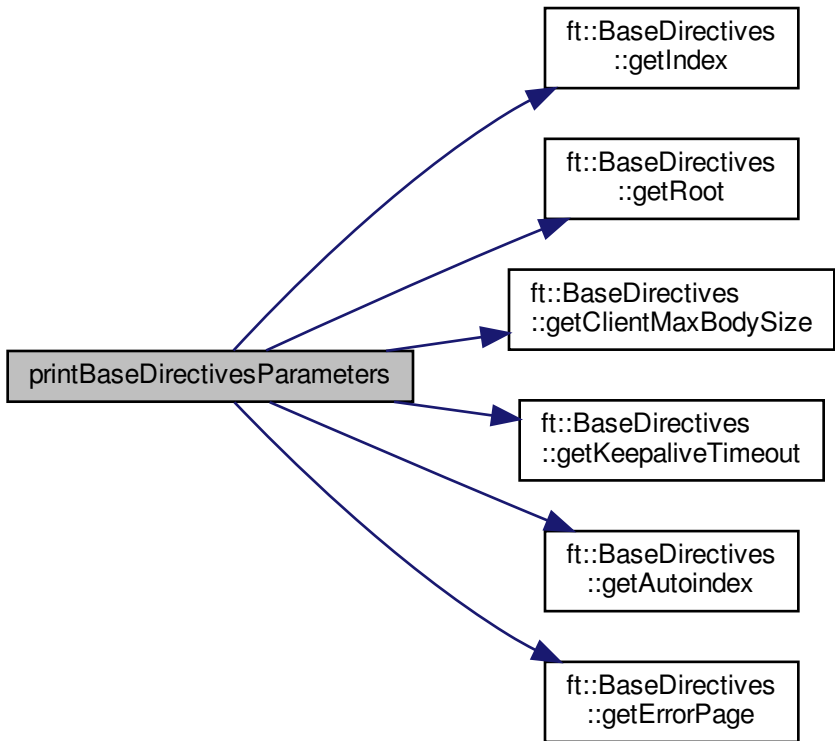 ft::BaseDirectives
::getIndex
ft::BaseDirectives
::getRoot
ft::BaseDirectives
::getClientMaxBodySize
printBaseDirectivesParameters
ft::BaseDirectives
::getKeepaliveTimeout
ft::BaseDirectives
::getAutoindex
ft::BaseDirectives
::getErrorPage